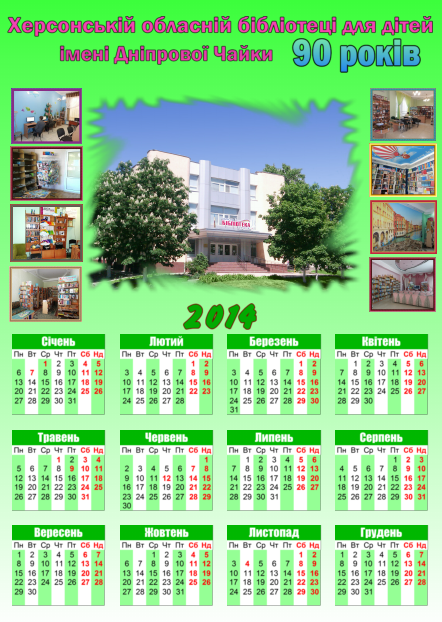 Херсонській обласній бібліотеці для дітей
імені Дніпрової Чайки 90 років
БІБЛІОТЕКА
2014
Січень
Пн Вт Ср Чт Пт Сб Нд
1 2 3 4 5
6 7 8 9 10 11 12
13 14 15 16 17 18 19
20 21 22 23 24 25 26
27 28 29 30 31
Лютий
Пн Вт Ср Чт Пт Сб Нд
1 2
3 4 5 6 7 8 9
10 11 12 13 14 15 16
17 18 19 20 21 22 23
24 25 26 27 28
Березень
Пн Вт Ср Чт Пт Сб Нд
1 2
3 4 5 6 7 8 9
10 11 12 13 14 15 16
17 18 19 20 21 22 23
24 25 26 27 28 29 30
31
Квітень
Пн Вт Ср Чт Пт Сб Нд
1 2 3 4 5 6
7 8 9 10 11 12 13
14 15 16 17 18 19 20
21 22 23 24 25 26 27
28 29 30
Травень
Пн Вт Ср Чт Пт Сб Нд
1 2 3 4
5 6 7 8 9 10 11
12 13 14 15 16 17 18
19 20 21 22 23 24 25
26 27 28 29 30 31
Червень
Пн Вт Ср Чт Пт Сб Нд
1
2 3 4 5 6 7 8
9 10 11 12 13 14 15
16 17 18 19 20 21 22
23 24 25 26 27 28 29
30
Липень
Пн Вт Ср Чт Пт Сб Нд
1 2 3 4 5 6
7 8 9 10 11 12 13
14 15 16 17 18 19 20
21 22 23 24 25 26 27
28 29 30 31
Серпень
Пн Вт Ср Чт Пт Сб Нд
1 2 3
4 5 6 7 8 9 10
11 12 13 14 15 16 17
18 19 20 21 22 23 24
25 26 27 28 29 30 31
Вересень
Пн Вт Ср Чт Пт Сб Нд
1 2 3 4 5 6 7
8 9 10 11 12 13 14
15 16 17 18 19 20 21
22 23 24 25 26 27 28
29 30
Жовтень
Пн Вт Ср Чт Пт Сб Нд
1 2 3 4 5
6 7 8 9 10 11 12
13 14 15 16 17 18 19
20 21 22 23 24 25 26
27 28 29 30 31
Листопад
Пн Вт Ср Чт Пт Сб Нд
1 2
3 4 5 6 7 8 9
10 11 12 13 14 15 16
17 18 19 20 21 22 23
24 25 26 27 28 29 30
Грудень
Пн Вт Ср Чт Пт Сб Нд
1 2 3 4 5 6 7
8 9 10 11 12 13 14
15 16 17 18 19 20 21
22 23 24 25 26 27 28
29 30 31